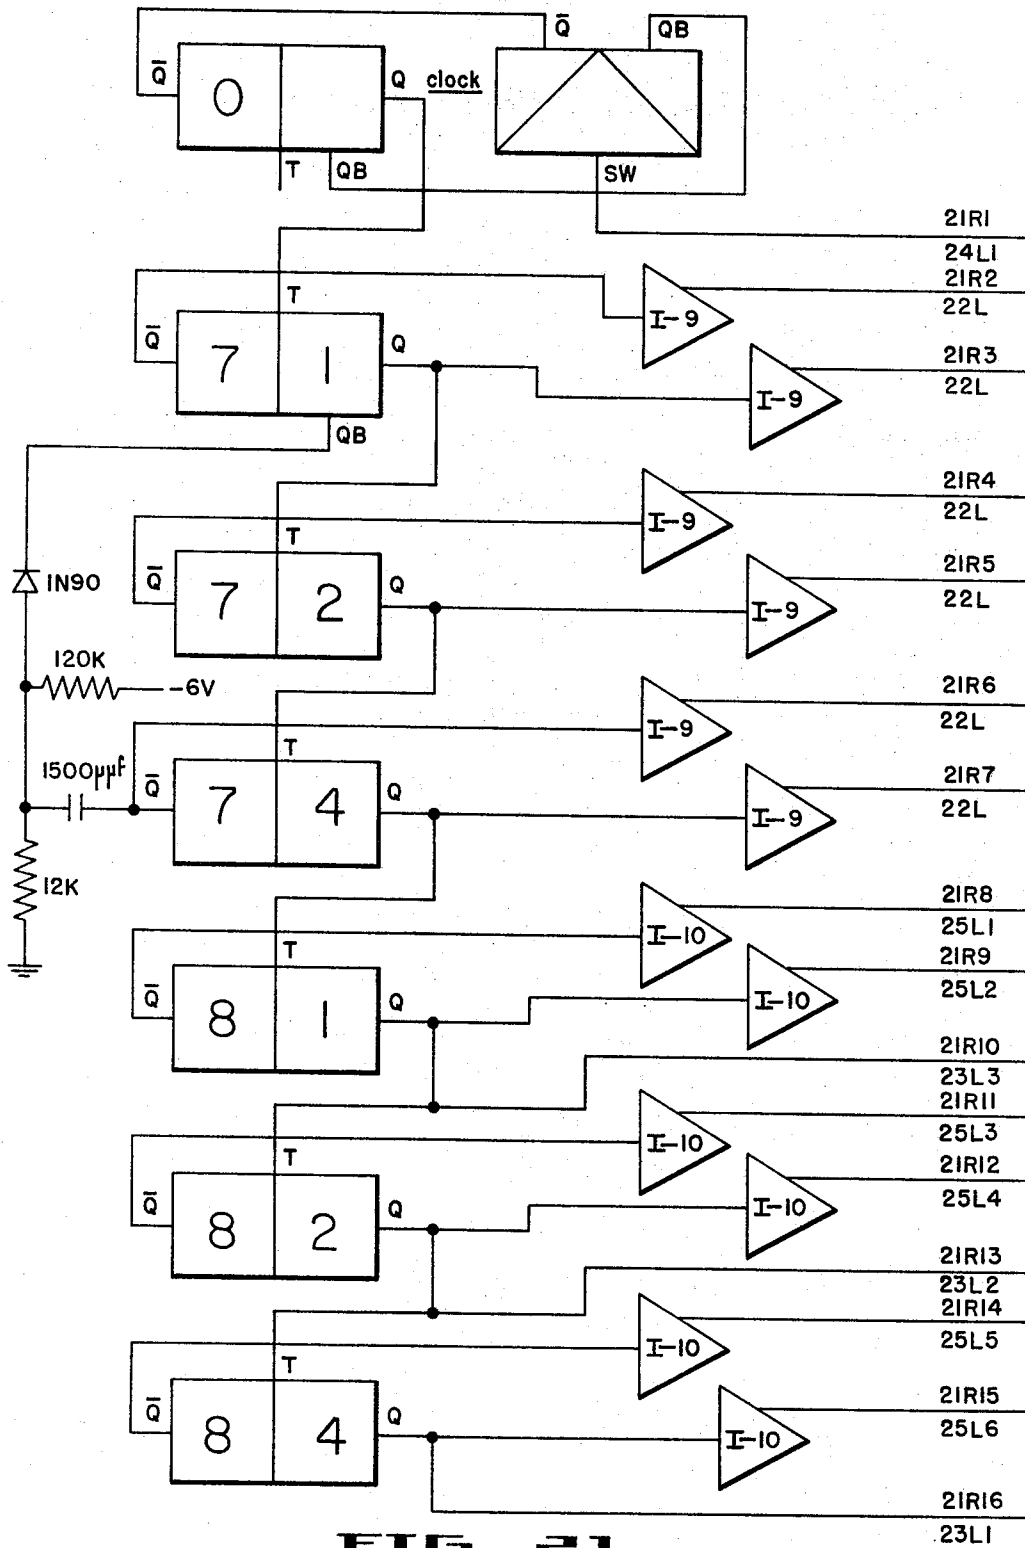 Q̄ QB
Q̄ 0 Q clock
T QB SW
21R1
24L1
T 21R2
I-9 22L
Q̄ 7 1 Q 21R3
I-9 22L
QB
21R4
I-9 22L
T
Q̄ 7 2 Q 21R5
1N90 I-9 22L
120K
-6V 21R6
I-9 22L
T
1500μμf Q̄ 7 4 Q 21R7
I-9 22L
12K
21R8
I-10 25L1
T 21R9
Q̄ 8 1 Q I-10 25L2
21R10
23L3
21R11
I-10 25L3
T 21R12
Q̄ 8 2 Q I-10 25L4
21R13
23L2
21R14
I-10 25L5
T 21R15
Q̄ 8 4 Q I-10 25L6
21R16
23L1
FIG. 21